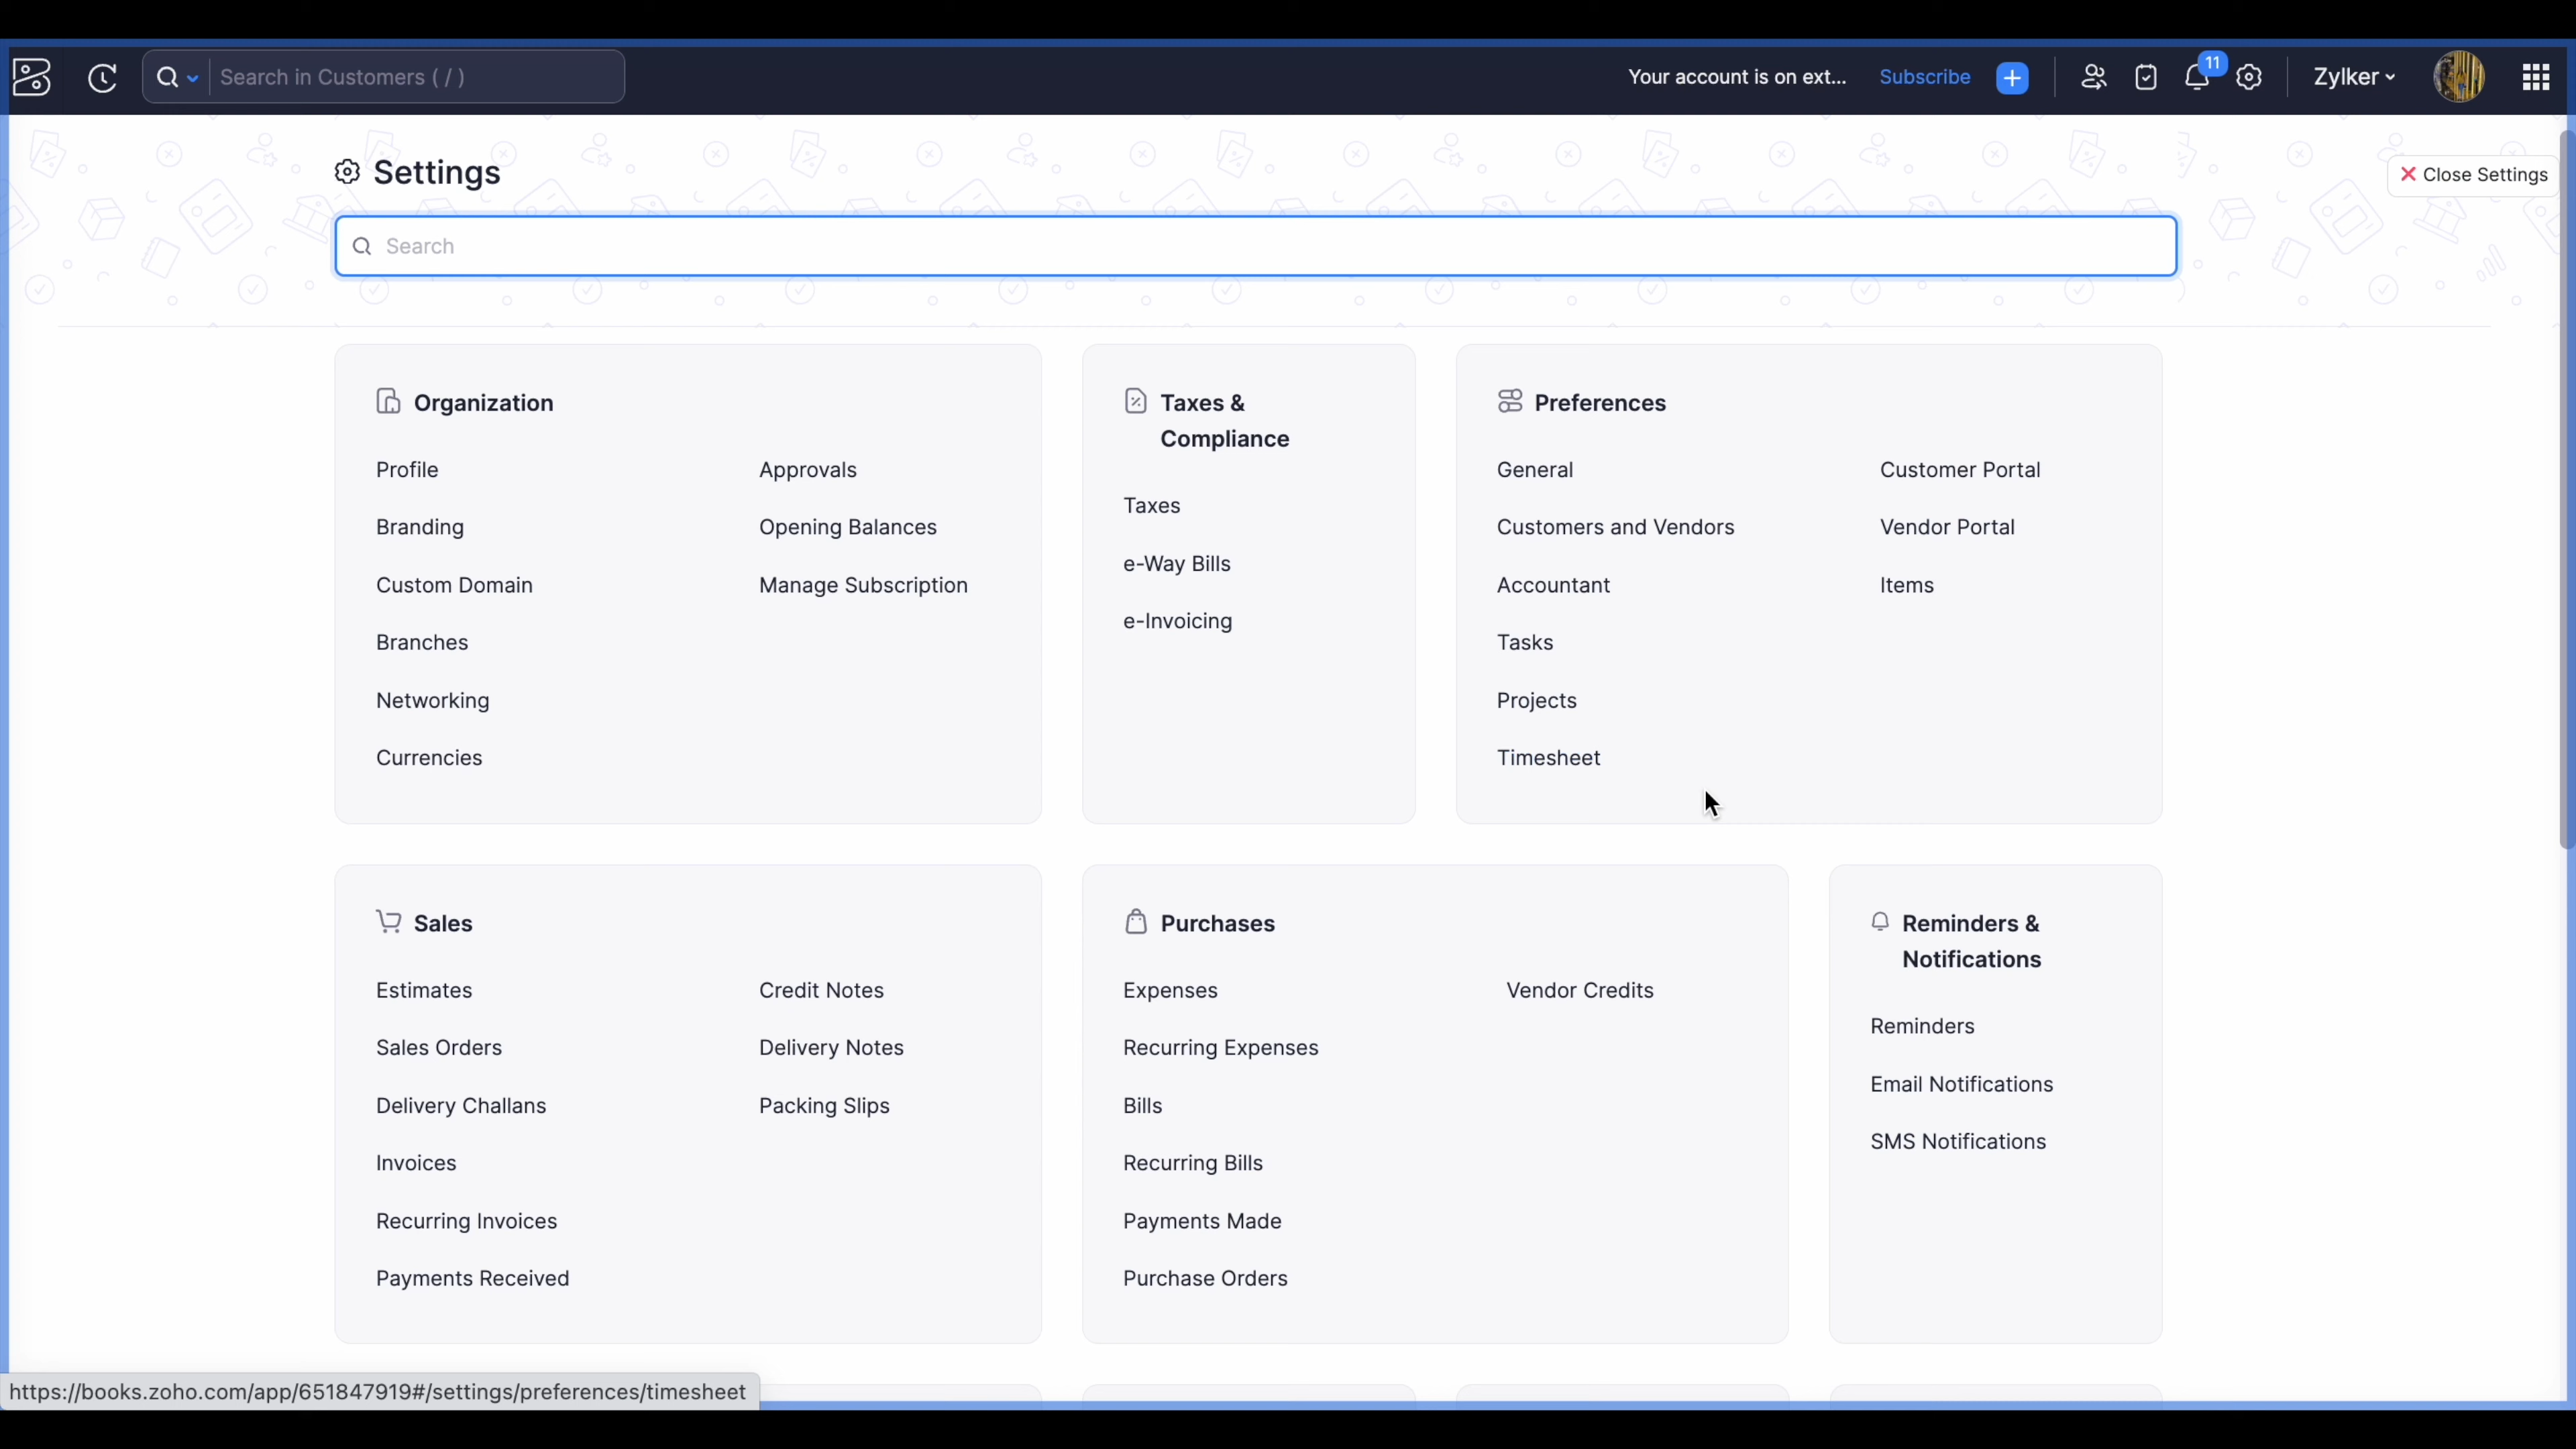 Search in Customers ( / )
Your account is on ext...
Subscribe
11
Zylker
Settings
Close Settings
Search
Organization
Profile
Branding
Custom Domain
Branches
Networking
Currencies
Approvals
Opening Balances
Manage Subscription
Taxes &
Compliance
Taxes
e-Way Bills
e-Invoicing
Preferences
General
Customers and Vendors
Accountant
Tasks
Projects
Timesheet
Customer Portal
Vendor Portal
Items
Sales
Estimates
Sales Orders
Delivery Challans
Invoices
Recurring Invoices
Payments Received
Credit Notes
Delivery Notes
Packing Slips
Purchases
Expenses
Recurring Expenses
Bills
Recurring Bills
Payments Made
Purchase Orders
Vendor Credits
Reminders &
Notifications
Reminders
Email Notifications
SMS Notifications
https://books.zoho.com/app/651847919#/settings/preferences/timesheet